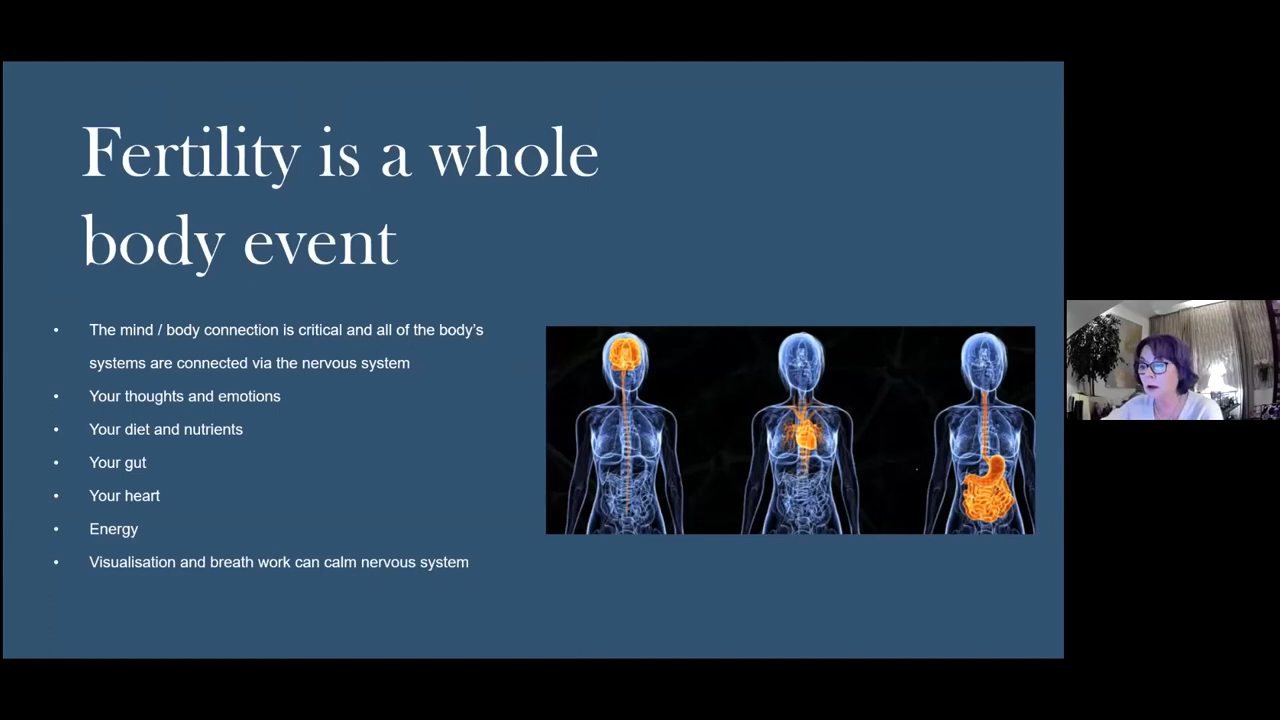 Fertility is a whole
body event
• The mind / body connection is critical and all of the body’s
systems are connected via the nervous system
• Your thoughts and emotions
• Your diet and nutrients
• Your gut
• Your heart
• Energy
• Visualisation and breath work can calm nervous system